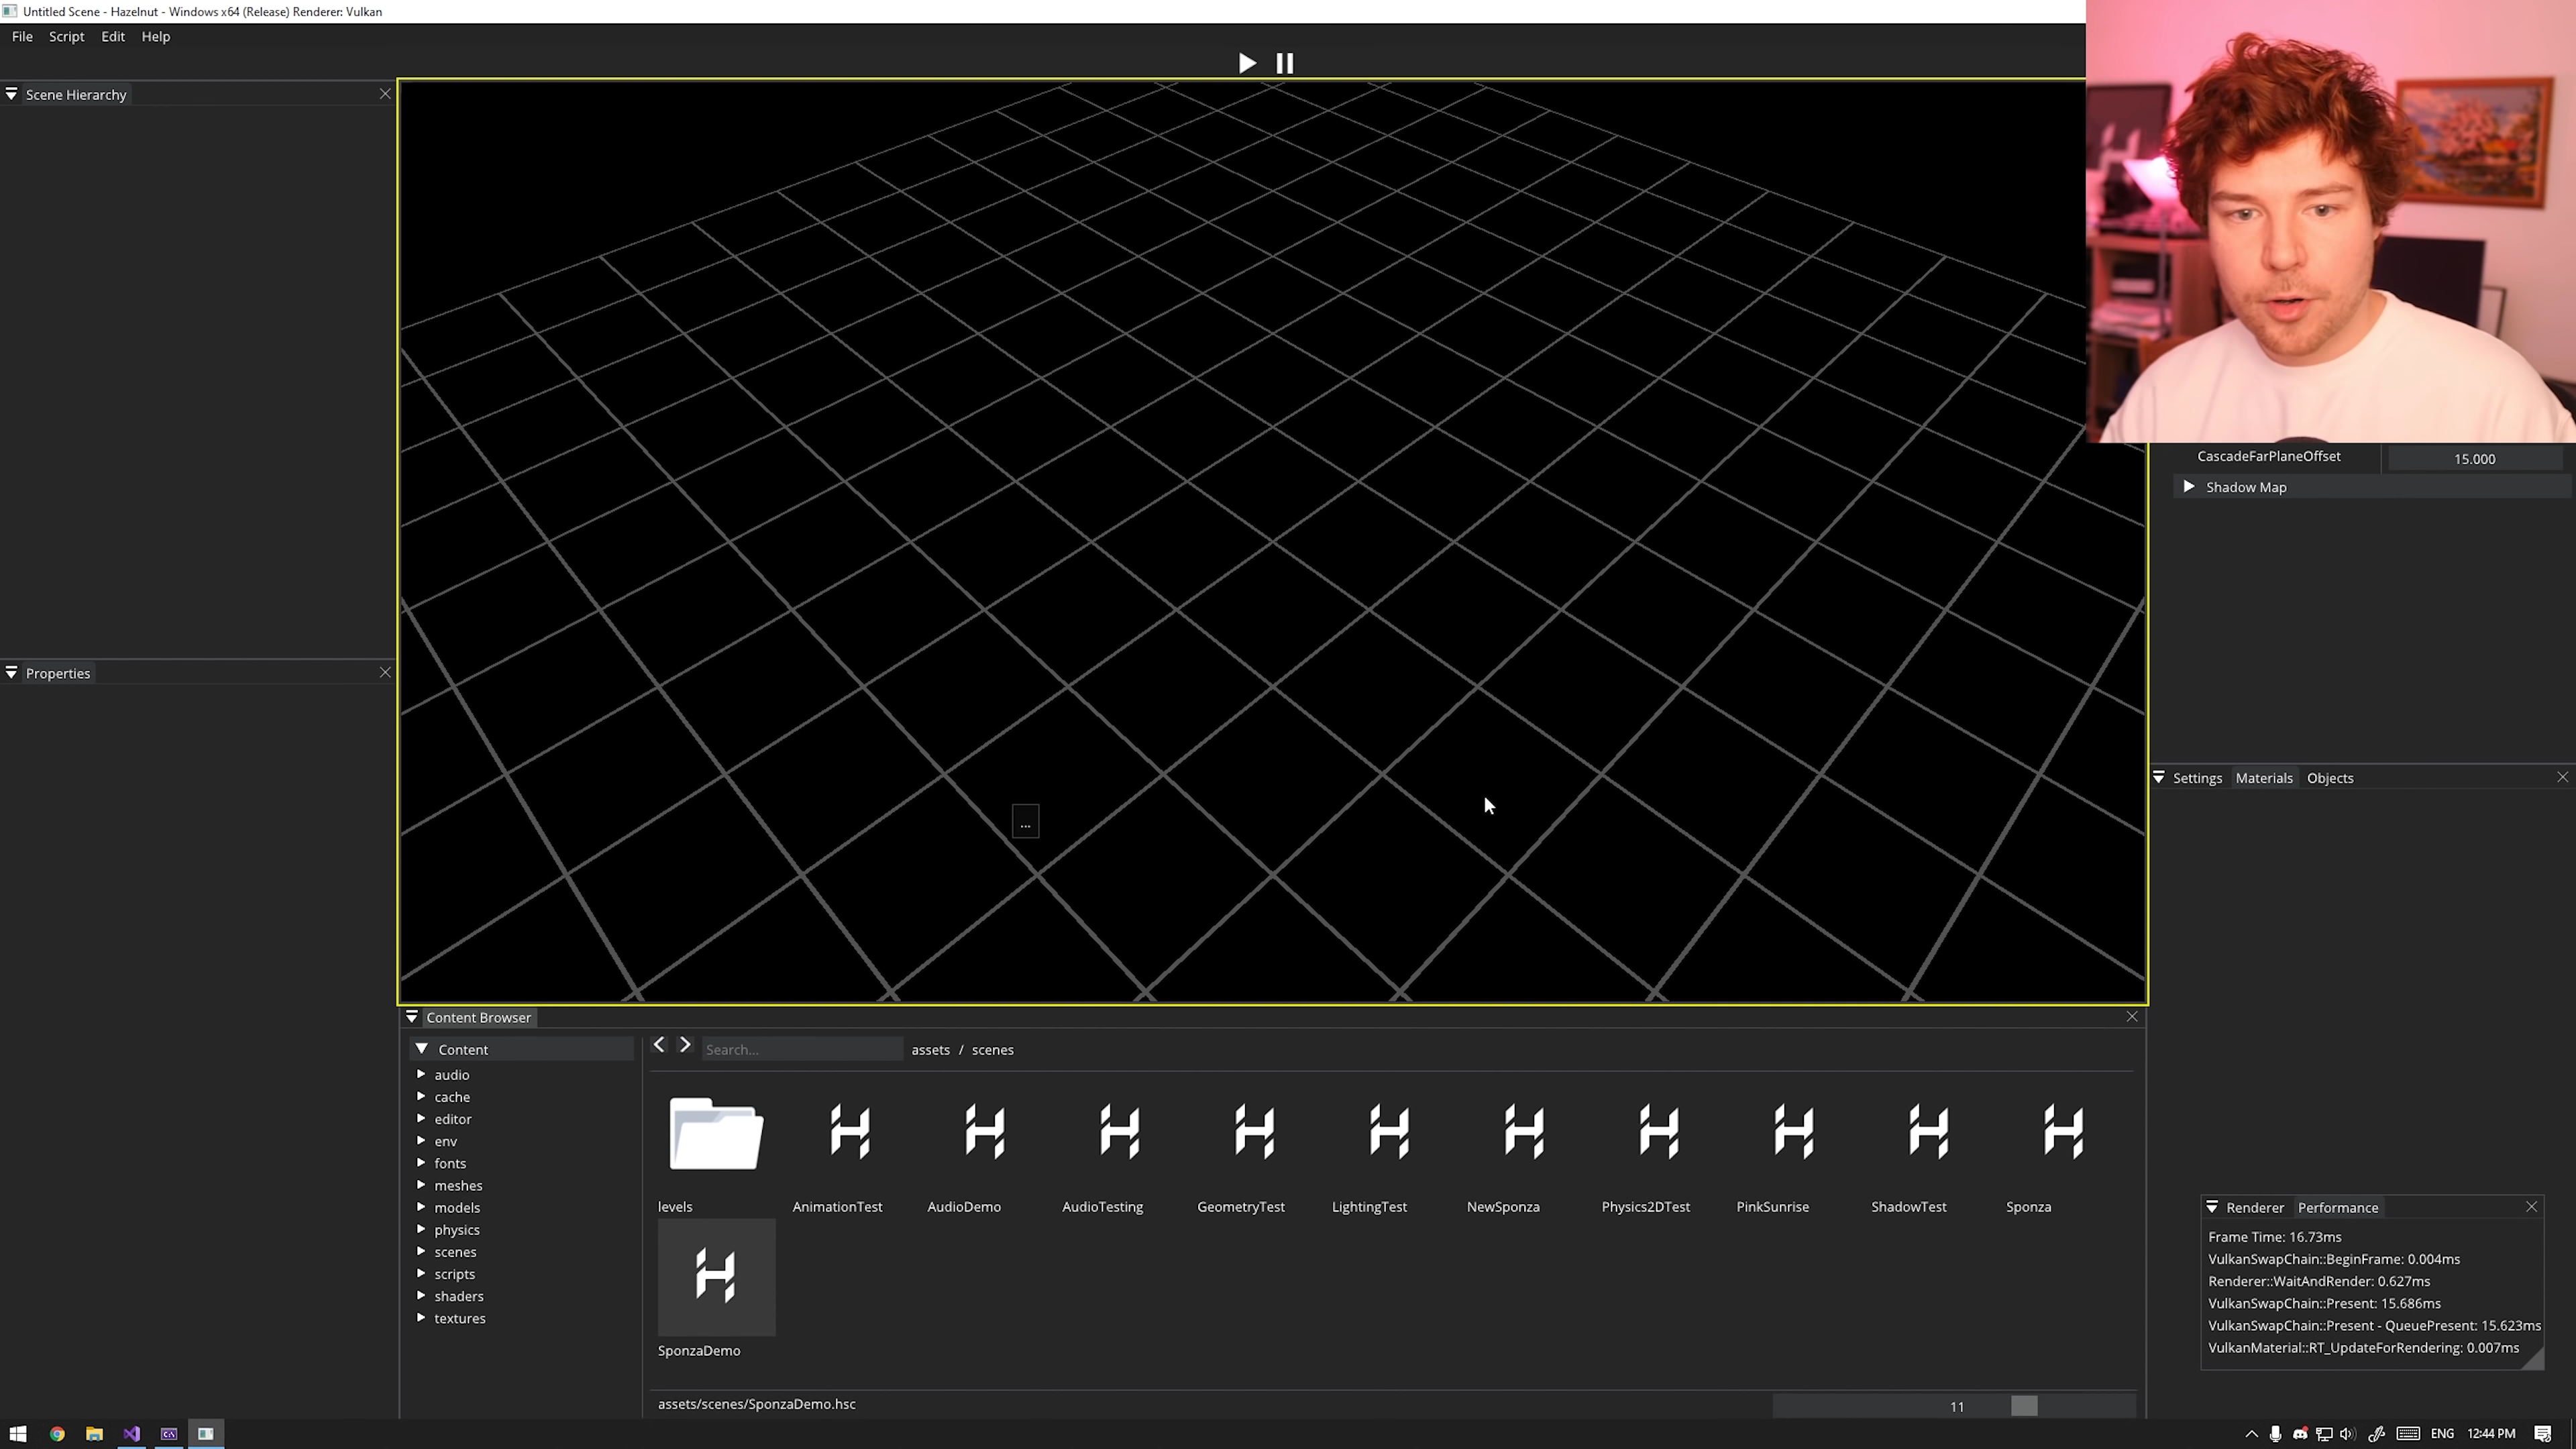 Untitled Scene - Hazelnut - Windows x64 (Release) Renderer: Vulkan
File Script Edit Help
Scene Hierarchy
Properties
...
CascadeFarPlaneOffset 15.000
Shadow Map
Settings Materials Objects
Content Browser
Content
audio
cache
editor
env
fonts
meshes
models
physics
scenes
scripts
shaders
textures
Search... assets / scenes
levels AnimationTest AudioDemo AudioTesting GeometryTest LightingTest NewSponza Physics2DTest PinkSunrise ShadowTest Sponza
SponzaDemo
assets/scenes/SponzaDemo.hsc
11
Renderer Performance
Frame Time: 16.73ms
VulkanSwapChain::BeginFrame: 0.004ms
Renderer::WaitAndRender: 0.627ms
VulkanSwapChain::Present: 15.686ms
VulkanSwapChain::Present - QueuePresent: 15.623ms
VulkanMaterial::RT_UpdateForRendering: 0.007ms
ENG 12:44 PM